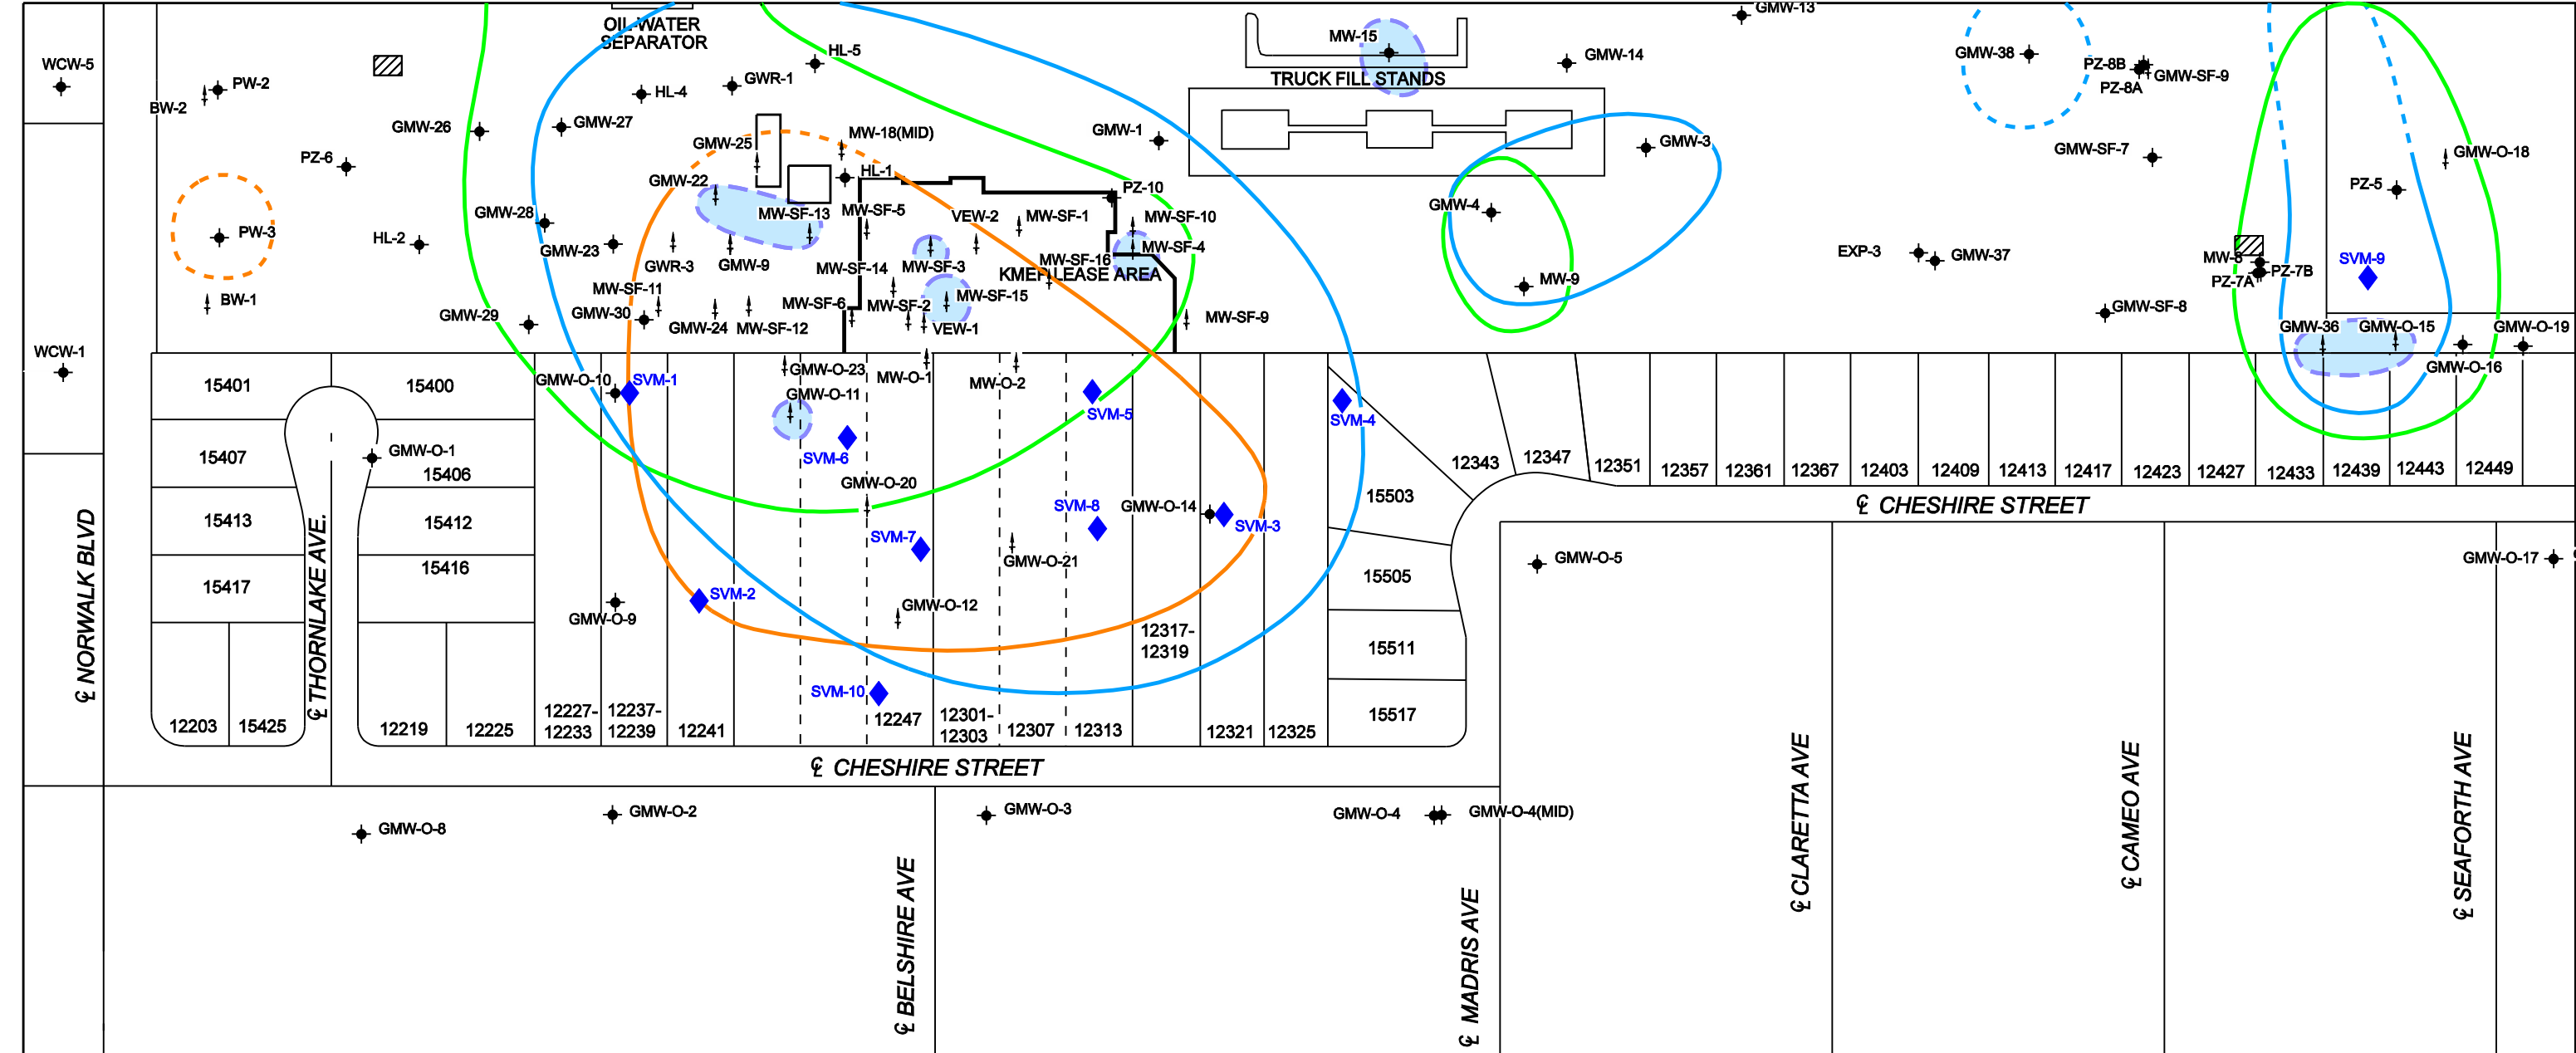 GMW-13
OIL-WATER
SEPARATOR
MW-15
HL-5
GMW-14
GMW-38
WCW-5
PZ-8B
GMW-SF-9
PZ-8A
TRUCK FILL STANDS
GWR-1
PW-2
HL-4
BW-2
GMW-26
GMW-27
MW-18(MID)
GMW-1
GMW-25
GMW-3
GMW-SF-7
GMW-O-18
PZ-6
HL-1
GMW-22
PZ-10
PZ-5
GMW-28
MW-SF-13
MW-SF-5
VEW-2
MW-SF-1
MW-SF-10
GMW-4
PW-3
HL-2
GMW-23
MW-SF-4
EXP-3
GMW-37
MW-SF-16
GWR-3
GMW-9
MW-SF-14
MW-SF-3
KMEP LEASE AREA
MW-9
PZ-7B
PZ-7A
SVM-9
BW-1
MW-SF-11
MW-SF-6
MW-SF-2
MW-SF-15
GMW-29
GMW-30
GMW-24
MW-SF-12
VEW-1
MW-SF-9
GMW-SF-8
GMW-36
GMW-O-15
GMW-O-19
WCW-1
GMW-O-16
15401
15400
GMW-O-10
SVM-1
GMW-O-23
MW-O-1
MW-O-2
GMW-O-11
SVM-5
SVM-4
GMW-O-1
15407
15406
SVM-6
12343
12347
12351
12357
12361
12367
12403
12409
12413
12417
12423
12427
12433
12439
12443
12449
GMW-O-20
15503
SVM-8
GMW-O-14
SVM-3
CHESHIRE STREET
15413
15412
SVM-7
GMW-O-21
GMW-O-5
GMW-O-17
15417
15416
15505
SVM-2
GMW-O-12
GMW-O-9
12317-
12319
15511
SVM-10
15517
12203
15425
12219
12225
12227-
12233
12237-
12239
12241
12247
12301-
12303
12307
12313
12321
12325
NORWALK BLVD
THORNLAKE AVE.
CHESHIRE STREET
GMW-O-8
GMW-O-2
GMW-O-3
GMW-O-4
GMW-O-4(MID)
BELSHIRE AVE
MADRIS AVE
CLARETTA AVE
CAMEO AVE
SEAFORTH AVE